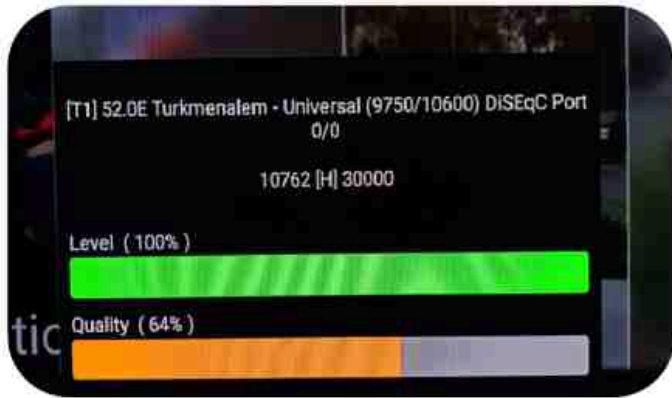 [T1] 52.0E Turkmenalem - Universal (9750/10600) DiSEqC Port
0/0
10762 [H] 30000
Level ( 100% )
Quality ( 64% )
tic